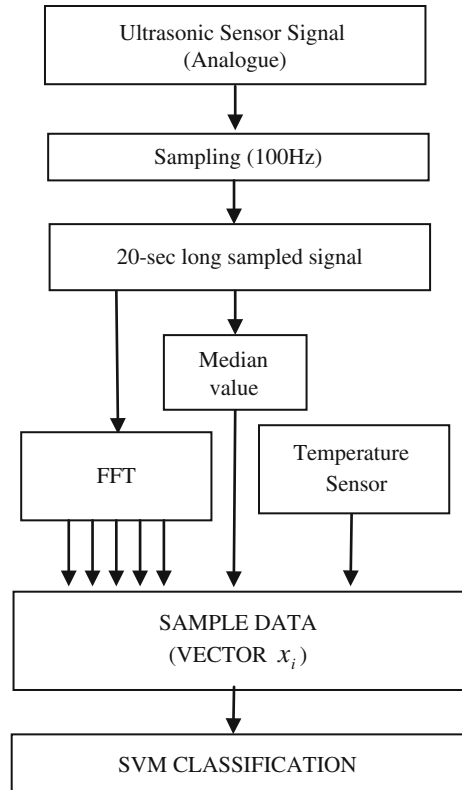 Ultrasonic Sensor Signal
(Analogue)
Sampling (100Hz)
20-sec long sampled signal
Median
value
FFT
Temperature
Sensor
SAMPLE DATA
(VECTOR x_i)
SVM CLASSIFICATION